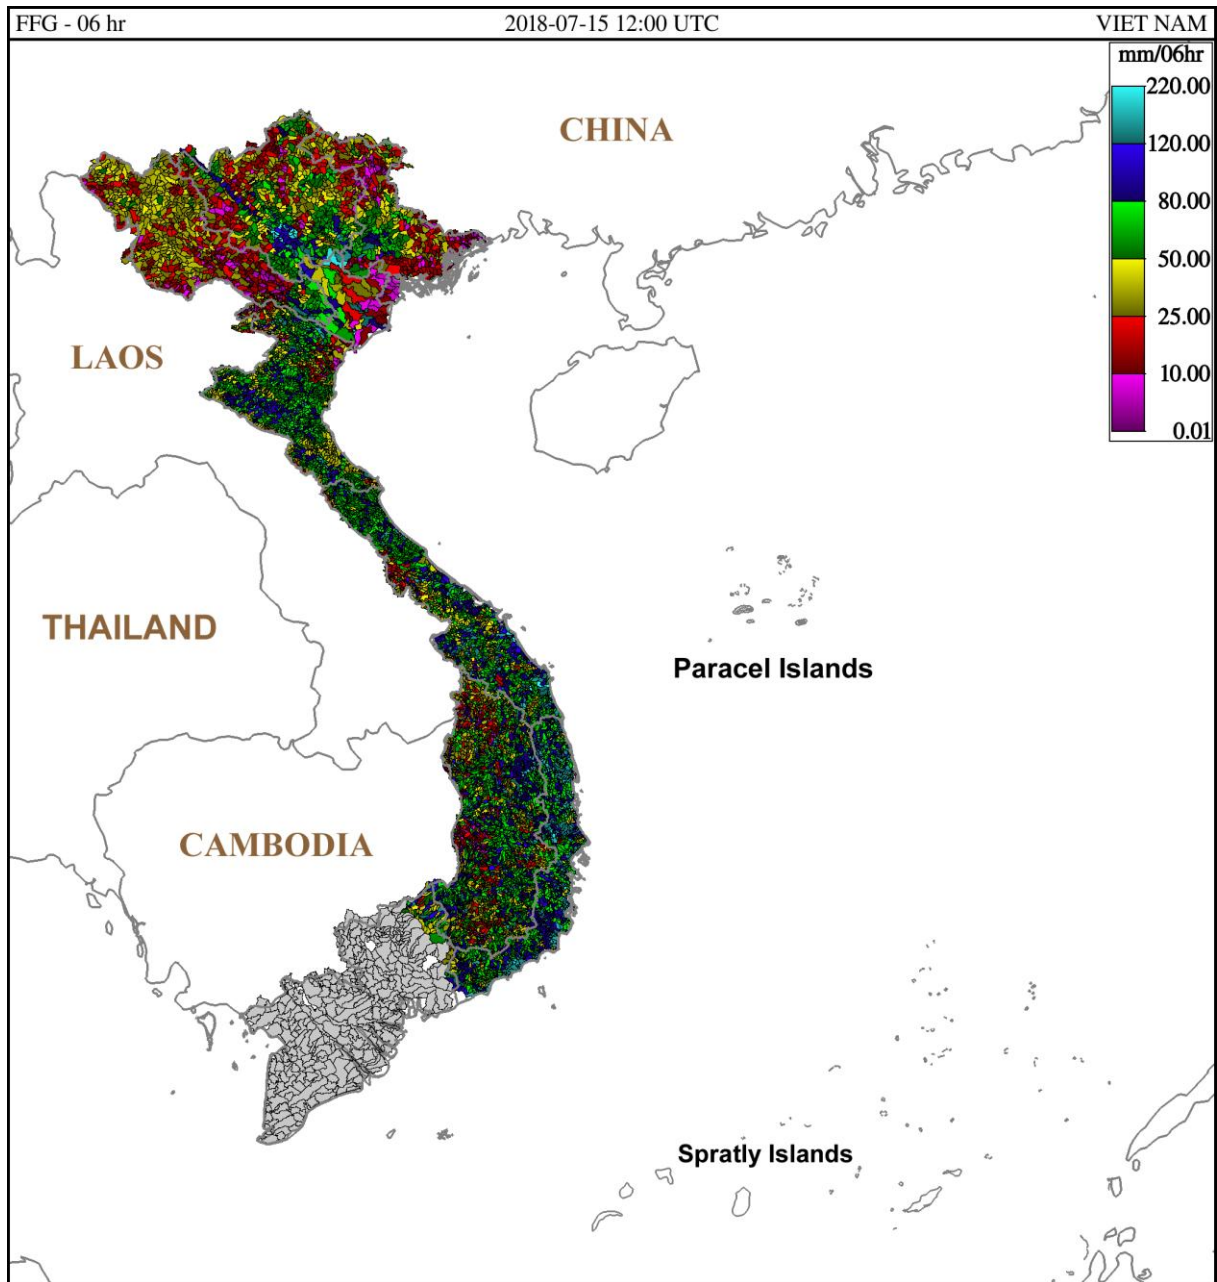 FFG - 06 hr 2018-07-15 12:00 UTC VIET NAM
mm/06hr
220.00
120.00
80.00
50.00
25.00
10.00
0.01
CHINA
LAOS
THAILAND
Paracel Islands
CAMBODIA
Spratly Islands